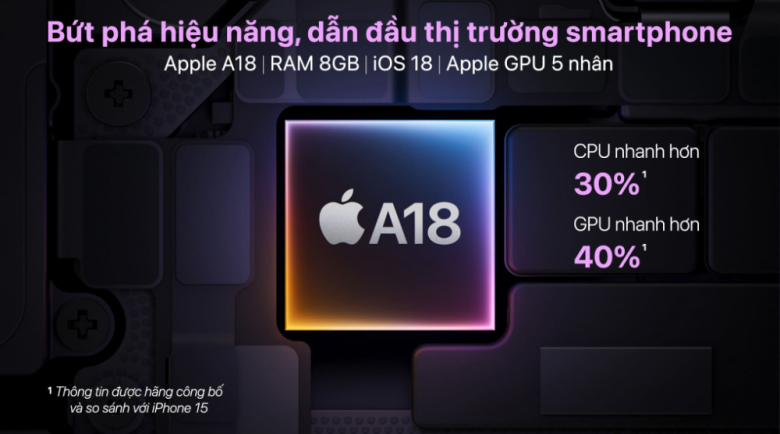 Bứt phá hiệu năng, dẫn đầu thị trường smartphone
Apple A18 | RAM 8GB | iOS 18 | Apple GPU 5 nhân
A18
CPU nhanh hơn
30%¹
GPU nhanh hơn
40%¹
¹ Thông tin được hãng công bố
và so sánh với iPhone 15